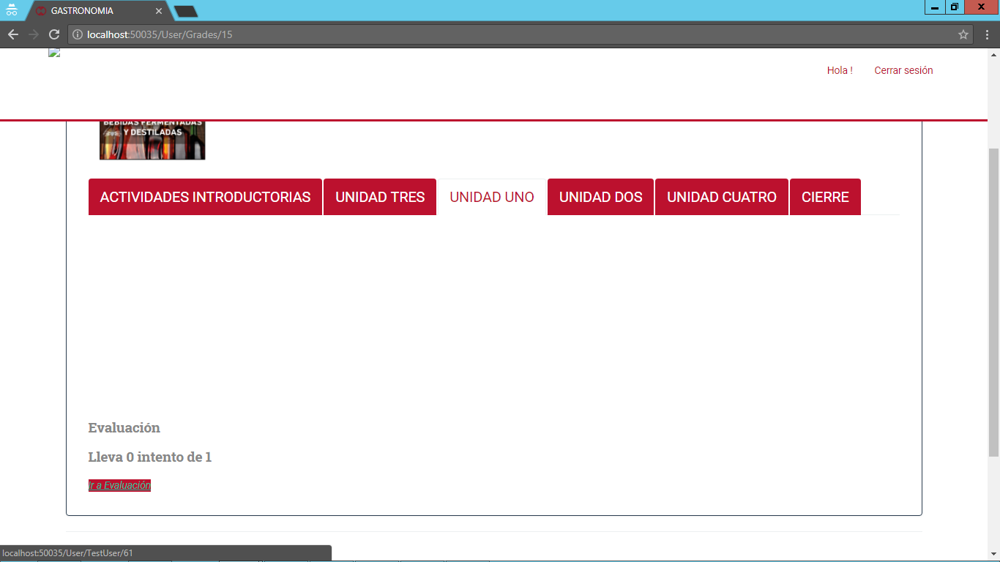 GASTRONOMIA
localhost:50035/User/Grades/15
Hola !
Cerrar sesión
BEBIDAS FERMENTADAS
Y DESTILADAS
ACTIVIDADES INTRODUCTORIAS
UNIDAD TRES
UNIDAD UNO
UNIDAD DOS
UNIDAD CUATRO
CIERRE
Evaluación
Lleva 0 intento de 1
Ir a Evaluación
localhost:50035/User/TestUser/61